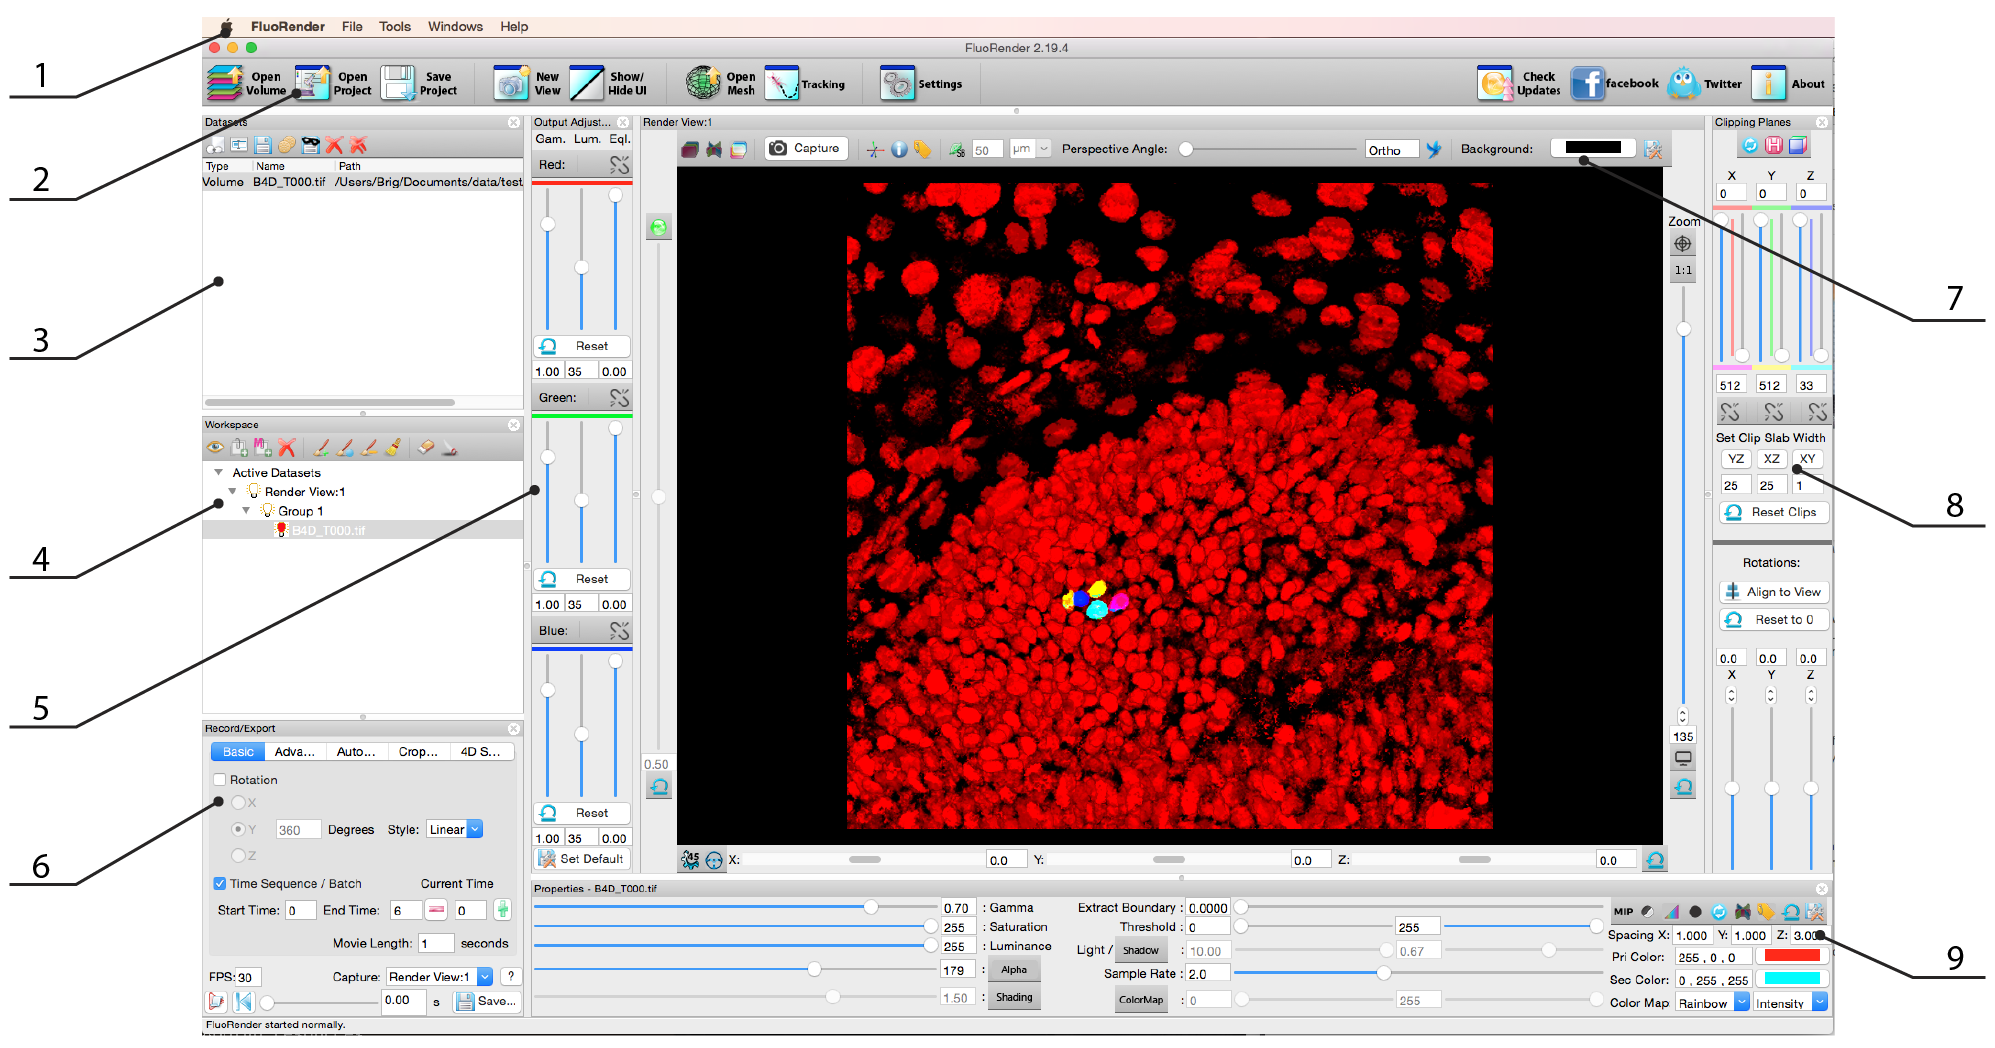 FluoRender File Tools Windows Help
FluoRender 2.19.4
Open Volume
Open Project
Save Project
New View
Show/ Hide UI
Open Mesh
Tracking
Settings
Check Updates
facebook
Twitter
About
1
2
3
4
5
6
7
8
9
Datasets
Type Name Path
Volume B4D_T000.tif /Users/Brig/Documents/data/test
Workspace
Active Datasets
Render View:1
Group 1
B4D_T000.tif
Record/Export
Basic Adva... Auto... Crop... 4D S...
Rotation
X
Y 360 Degrees Style: Linear
Z
Time Sequence / Batch Current Time
Start Time: 0 End Time: 6 0
Movie Length: 1 seconds
FPS: 30 Capture: Render View:1 ?
0.00 s Save...
FluoRender started normally.
Output Adjust...
Gam. Lum. Eql.
Red:
Reset
1.00 35 0.00
Green:
Reset
1.00 35 0.00
Blue:
Reset
1.00 35 0.00
Set Default
Render View:1
Capture 50 µm Perspective Angle: Ortho Background:
0.50
Zoom
1:1
135
45 X: 0.0 Y: 0.0 Z: 0.0
Clipping Planes
X Y Z
0 0 0
512 512 33
Set Clip Slab Width
YZ XZ XY
25 25 1
Reset Clips
Rotations:
Align to View
Reset to 0
0.0 0.0 0.0
X Y Z
Properties - B4D_T000.tif
0.70 : Gamma
255 : Saturation
255 : Luminance
179 : Alpha
1.50 : Shading
Extract Boundary : 0.0000
Threshold : 0 255
Light / Shadow : 10.00 0.67
Sample Rate : 2.0
ColorMap : 0 255
MIP
Spacing X: 1.000 Y: 1.000 Z: 3.00
Pri Color: 255 , 0 , 0
Sec Color: 0 , 255 , 255
Color Map Rainbow Intensity